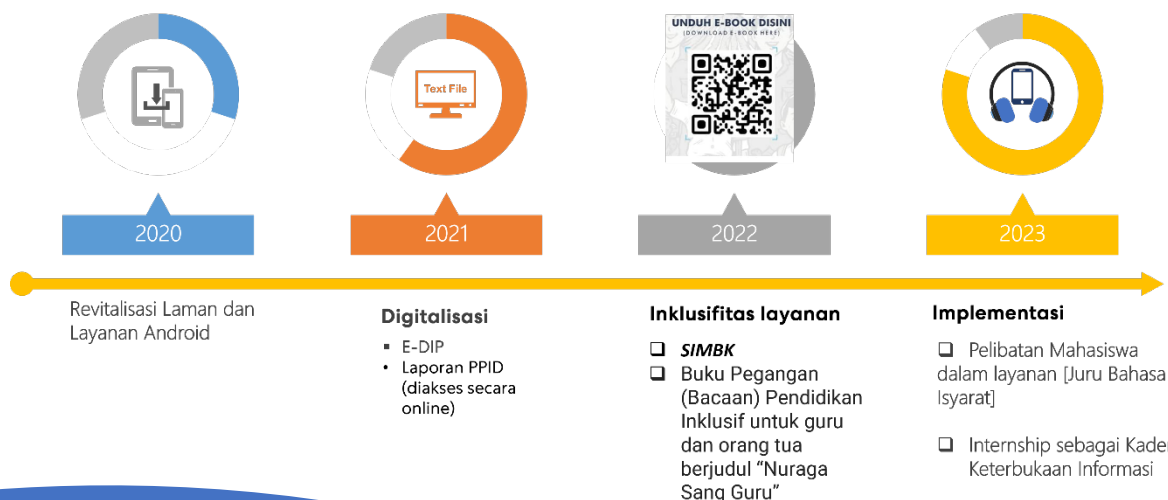 UNDUH E-BOOK DISINI
(DOWNLOAD E-BOOK HERE)
Text File
2020
2021
2022
2023
Revitalisasi Laman dan
Layanan Android
Digitalisasi
▪ E-DIP
• Laporan PPID
(diakses secara
online)
Inklusifitas layanan
❑ SIMBK
❑ Buku Pegangan
(Bacaan) Pendidikan
Inklusif untuk guru
dan orang tua
berjudul “Nuraga
Sang Guru”
Implementasi
❑ Pelibatan Mahasiswa
dalam layanan [Juru Bahasa
Isyarat]
❑ Internship sebagai Kader
Keterbukaan Informasi